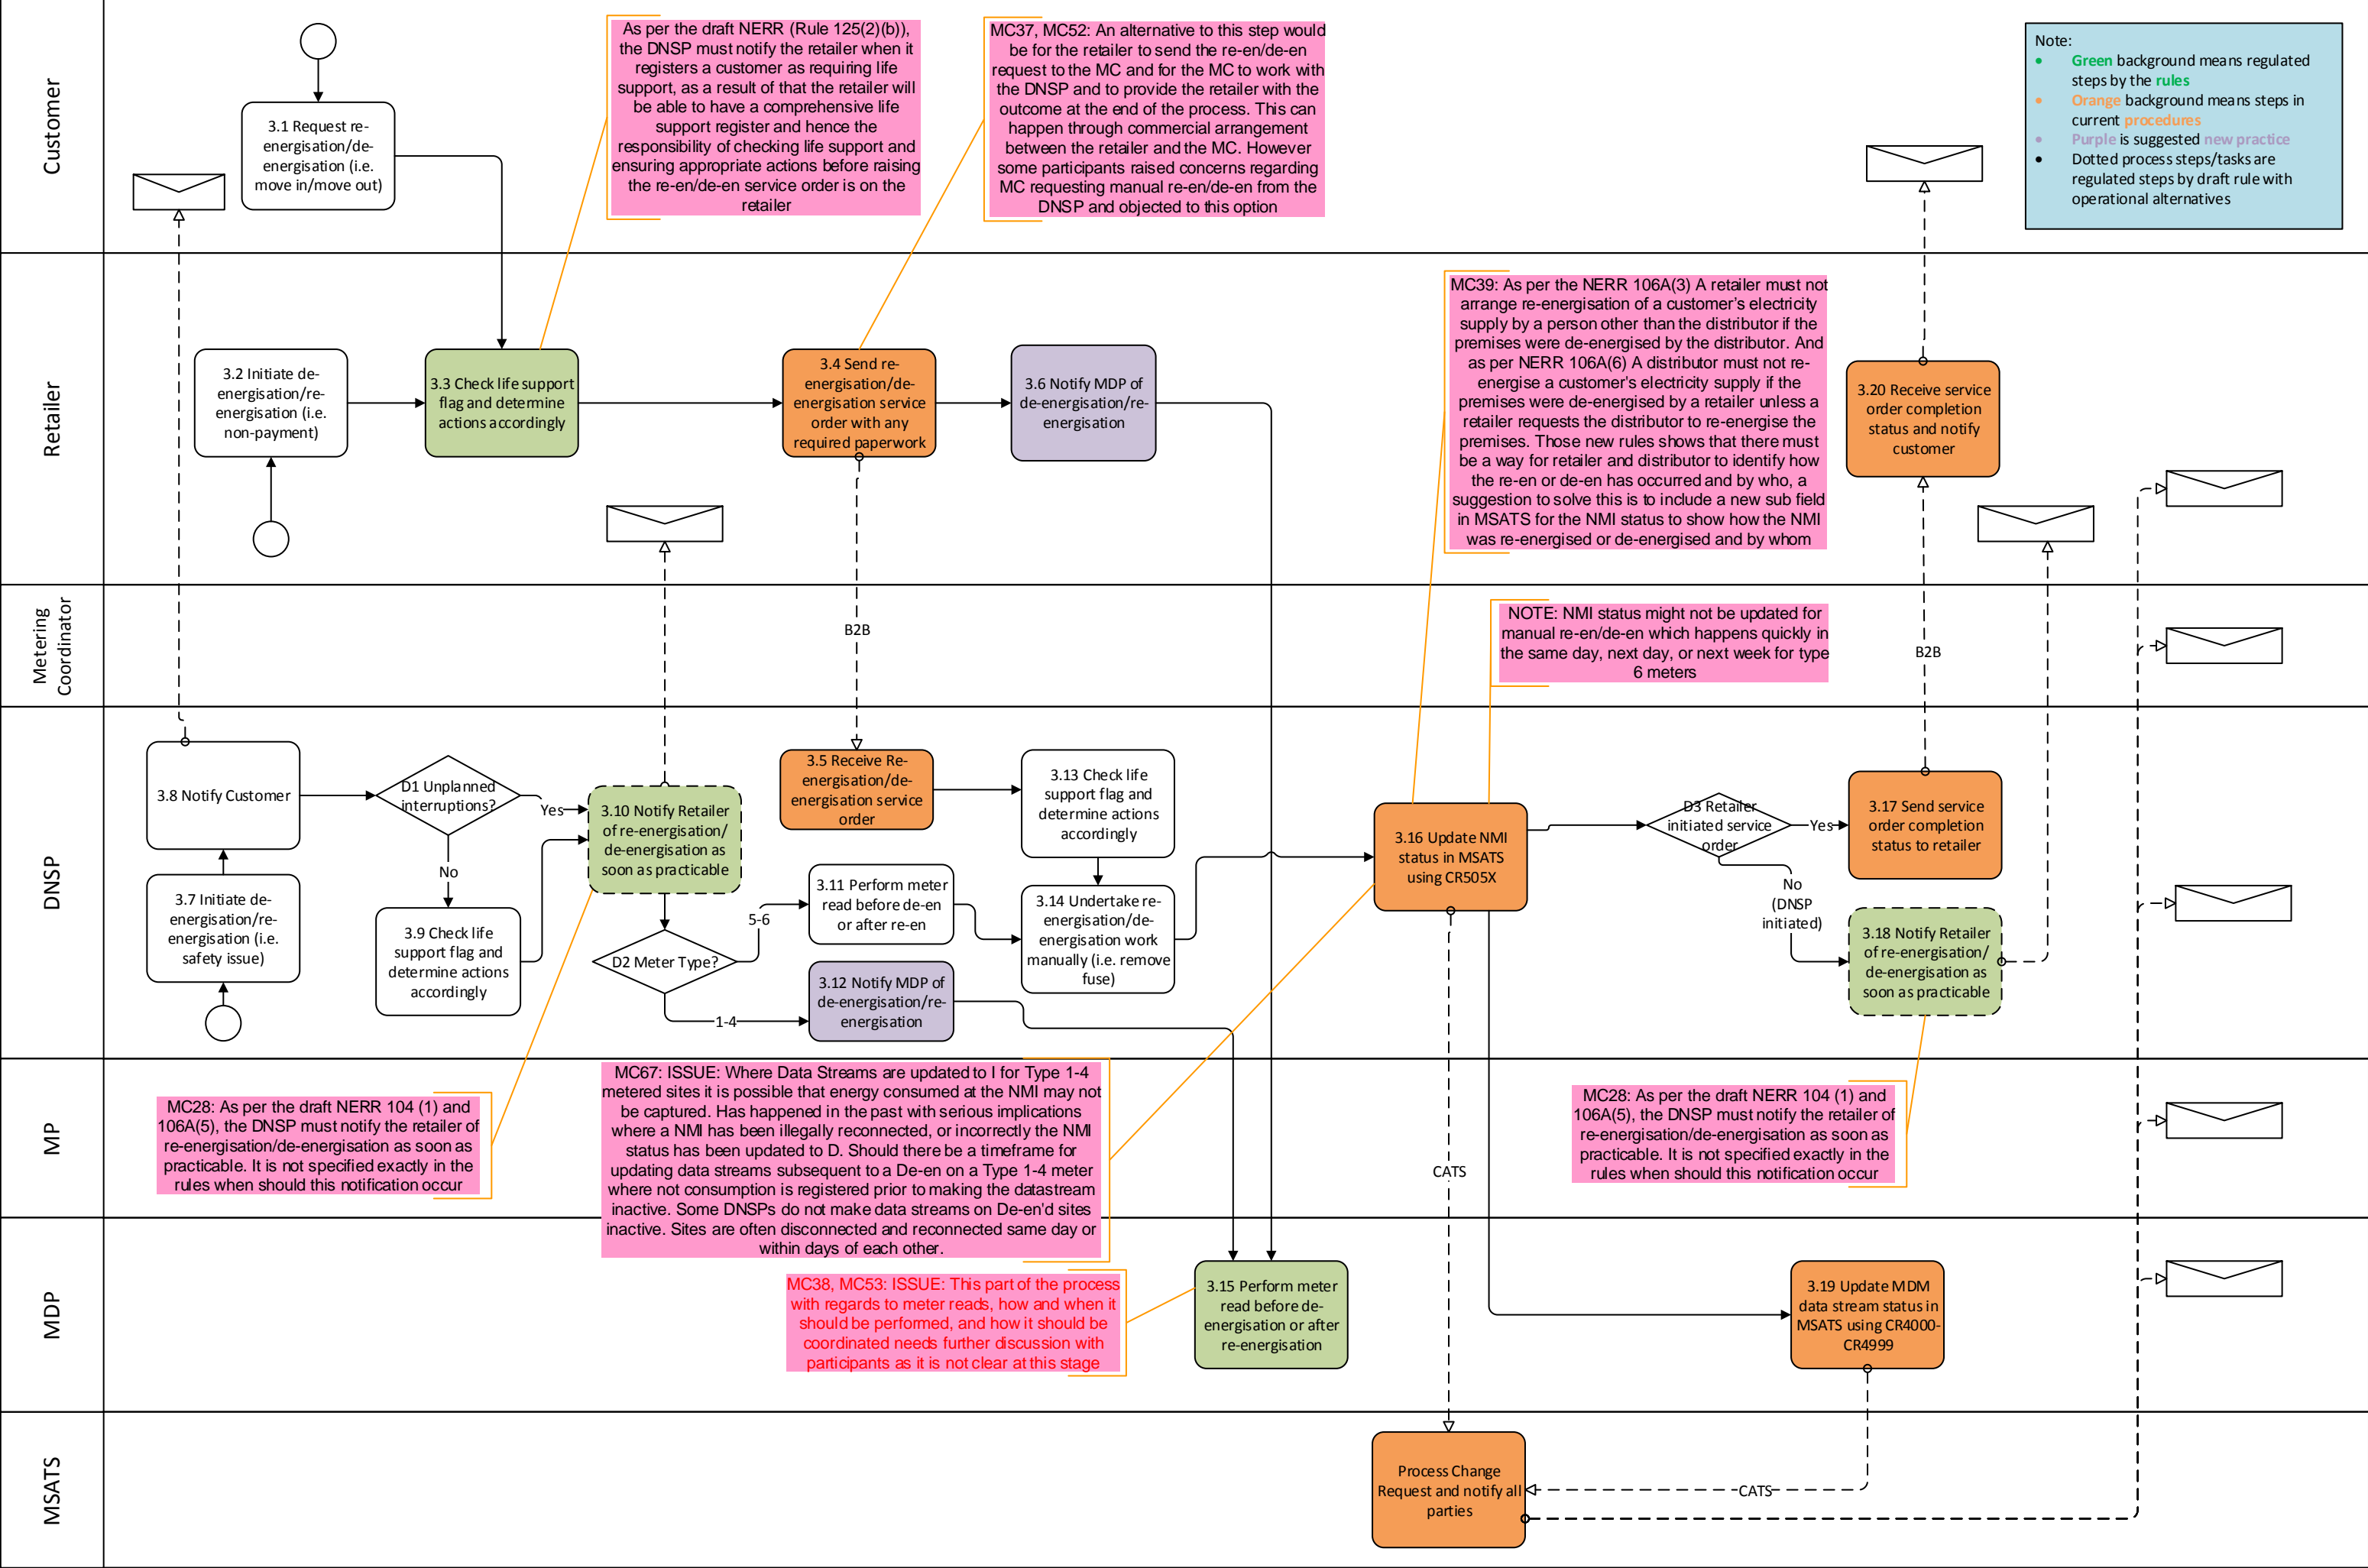 Customer
3.1 Request re-
energisation/de-
energisation (i.e.
move in/move out)
As per the draft NERR (Rule 125(2)(b)),
the DNSP must notify the retailer when it
registers a customer as requiring life
support, as a result of that the retailer will
be able to have a comprehensive life
support register and hence the
responsibility of checking life support and
ensuring appropriate actions before raising
the re-en/de-en service order is on the
retailer
MC37, MC52: An alternative to this step would
be for the retailer to send the re-en/de-en
request to the MC and for the MC to work with
the DNSP and to provide the retailer with the
outcome at the end of the process. This can
happen through commercial arrangement
between the retailer and the MC. However
some participants raised concerns regarding
MC requesting manual re-en/de-en from the
DNSP and objected to this option
Note:
• Green background means regulated
steps by the rules
• Orange background means steps in
current procedures
• Purple is suggested new practice
• Dotted process steps/tasks are
regulated steps by draft rule with
operational alternatives
Retailer
3.2 Initiate de-
energisation/re-
energisation (i.e.
non-payment)
3.3 Check life support
flag and determine
actions accordingly
3.4 Send re-
energisation/de-
energisation service
order with any
required paperwork
3.6 Notify MDP of
de-energisation/re-
energisation
MC39: As per the NERR 106A(3) A retailer must not
arrange re-energisation of a customer's electricity
supply by a person other than the distributor if the
premises were de-energised by the distributor. And
as per NERR 106A(6) A distributor must not re-
energise a customer's electricity supply if the
premises were de-energised by a retailer unless a
retailer requests the distributor to re-energise the
premises. Those new rules shows that there must
be a way for retailer and distributor to identify how
the re-en or de-en has occurred and by who, a
suggestion to solve this is to include a new sub field
in MSATS for the NMI status to show how the NMI
was re-energised or de-energised and by whom
3.20 Receive service
order completion
status and notify
customer
Metering
Coordinator
B2B
NOTE: NMI status might not be updated for
manual re-en/de-en which happens quickly in
the same day, next day, or next week for type
6 meters
B2B
DNSP
3.8 Notify Customer
D1 Unplanned
interruptions?
Yes
No
3.7 Initiate de-
energisation/re-
energisation (i.e.
safety issue)
3.9 Check life
support flag and
determine actions
accordingly
3.10 Notify Retailer
of re-energisation/
de-energisation as
soon as practicable
D2 Meter Type?
5-6
1-4
3.5 Receive Re-
energisation/de-
energisation service
order
3.11 Perform meter
read before de-en
or after re-en
3.12 Notify MDP of
de-energisation/re-
energisation
3.13 Check life
support flag and
determine actions
accordingly
3.14 Undertake re-
energisation/de-
energisation work
manually (i.e. remove
fuse)
3.16 Update NMI
status in MSATS
using CR505X
D3 Retailer
initiated service
order
Yes
No
(DNSP
initiated)
3.17 Send service
order completion
status to retailer
3.18 Notify Retailer
of re-energisation/
de-energisation as
soon as practicable
MP
MC28: As per the draft NERR 104 (1) and
106A(5), the DNSP must notify the retailer of
re-energisation/de-energisation as soon as
practicable. It is not specified exactly in the
rules when should this notification occur
MC67: ISSUE: Where Data Streams are updated to I for Type 1-4
metered sites it is possible that energy consumed at the NMI may not
be captured. Has happened in the past with serious implications
where a NMI has been illegally reconnected, or incorrectly the NMI
status has been updated to D. Should there be a timeframe for
updating data streams subsequent to a De-en on a Type 1-4 meter
where not consumption is registered prior to making the datastream
inactive. Some DNSPs do not make data streams on De-en'd sites
inactive. Sites are often disconnected and reconnected same day or
within days of each other.
CATS
MC28: As per the draft NERR 104 (1) and
106A(5), the DNSP must notify the retailer of
re-energisation/de-energisation as soon as
practicable. It is not specified exactly in the
rules when should this notification occur
MDP
MC38, MC53: ISSUE: This part of the process
with regards to meter reads, how and when it
should be performed, and how it should be
coordinated needs further discussion with
participants as it is not clear at this stage
3.15 Perform meter
read before de-
energisation or after
re-energisation
3.19 Update MDM
data stream status in
MSATS using CR4000-
CR4999
MSATS
Process Change
Request and notify all
parties
CATS